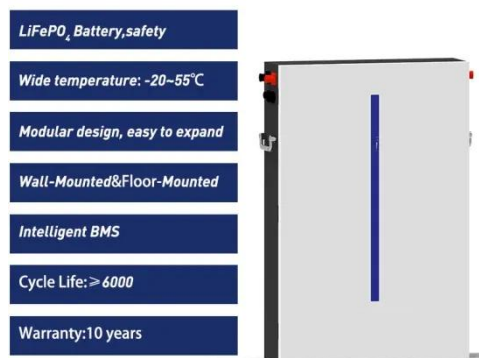 LiFePO₄ Battery,safety
Wide temperature: -20~55℃
Modular design, easy to expand
Wall-Mounted&Floor-Mounted
Intelligent BMS
Cycle Life:≥6000
Warranty:10 years